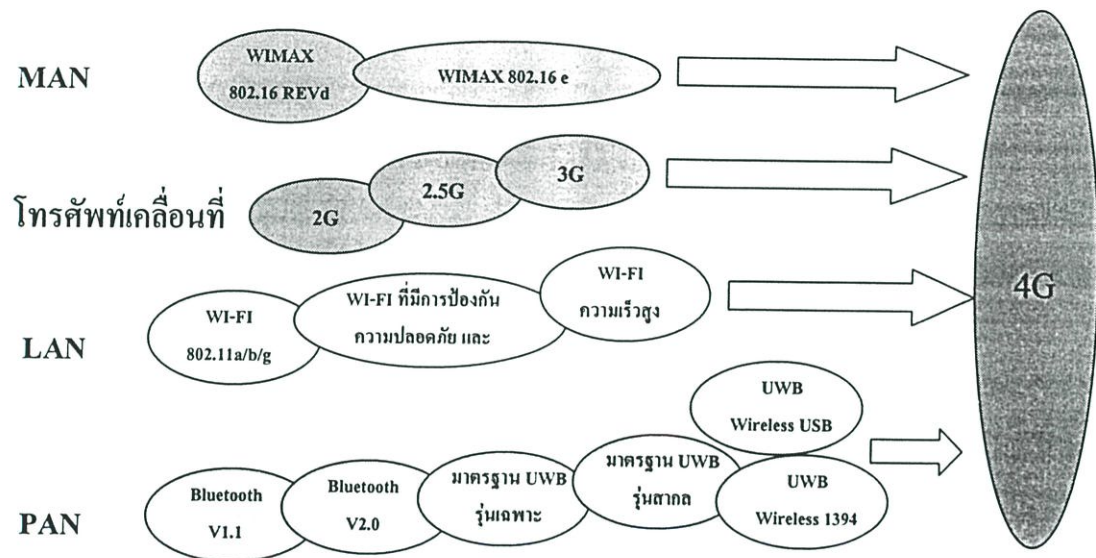 MAN
WIMAX
802.16 REVd
WIMAX 802.16 e
โทรศัพท์เคลื่อนที่
2G
2.5G
3G
LAN
WI-FI
802.11a/b/g
WI-FI ที่มีการป้องกัน
ความปลอดภัย และ
WI-FI
ความเร็วสูง
PAN
Bluetooth
V1.1
Bluetooth
V2.0
มาตรฐาน UWB
รุ่นเฉพาะ
มาตรฐาน UWB
รุ่นสากล
UWB
Wireless USB
UWB
Wireless 1394
4G